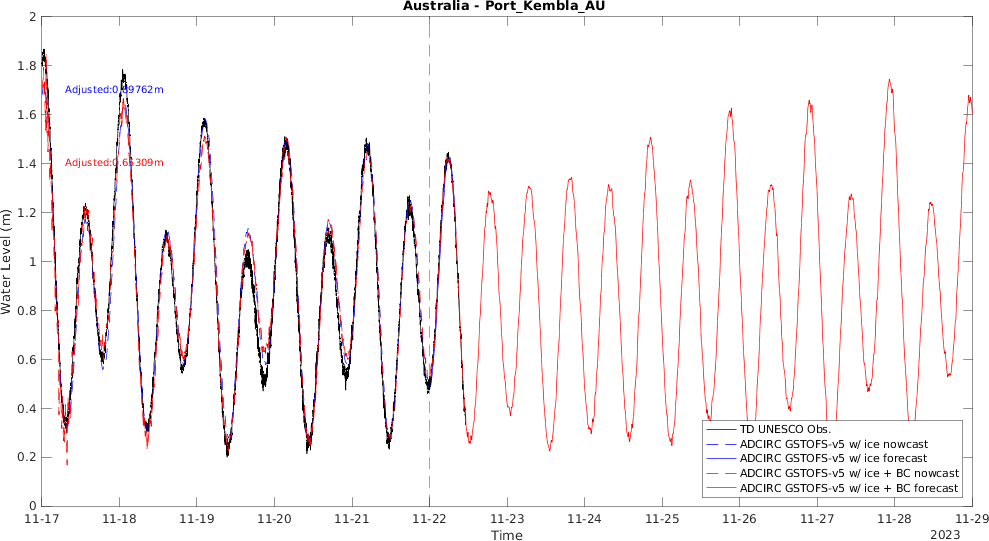 Australia - Port_Kembla_AU
2
1.8
1.6
1.4
1.2
1
0.8
0.6
0.4
0.2
0
Water Level (m)
Adjusted:0.69762m
Adjusted:0.65309m
TD UNESCO Obs.
ADCIRC GSTOFS-v5 w/ ice nowcast
ADCIRC GSTOFS-v5 w/ ice forecast
ADCIRC GSTOFS-v5 w/ ice + BC nowcast
ADCIRC GSTOFS-v5 w/ ice + BC forecast
11-17 11-18 11-19 11-20 11-21 11-22 11-23 11-24 11-25 11-26 11-27 11-28 11-29
Time
2023